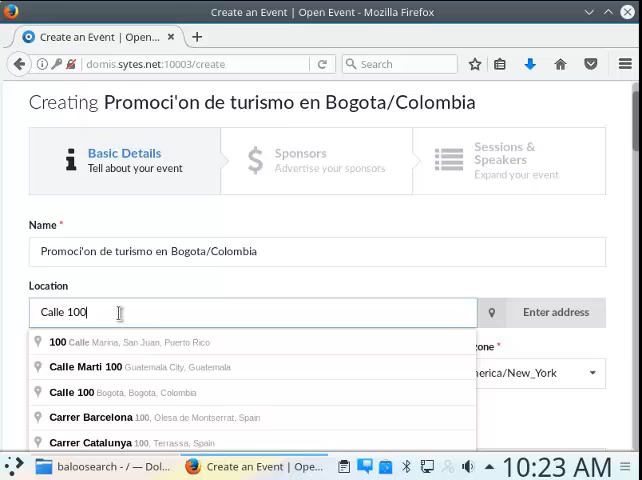 Create an Event | Open Event - Mozilla Firefox
Create an Event | Open...
domis.sytes.net:10003/create
Search
Creating Promoci'on de turismo en Bogota/Colombia
Basic Details
Tell about your event
Sponsors
Advertise your sponsors
Sessions &
Speakers
Expand your event
Name *
Promoci'on de turismo en Bogota/Colombia
Location
Calle 100
Enter address
100 Calle Marina, San Juan, Puerto Rico
zone *
Calle Marti 100 Guatemala City, Guatemala
merica/New_York
Calle 100 Bogota, Bogota, Colombia
Carrer Barcelona 100, Olesa de Montserrat, Spain
Carrer Catalunya 100, Terrassa, Spain
baloosearch - / — Dol...
Create an Event | Open...
10:23 AM